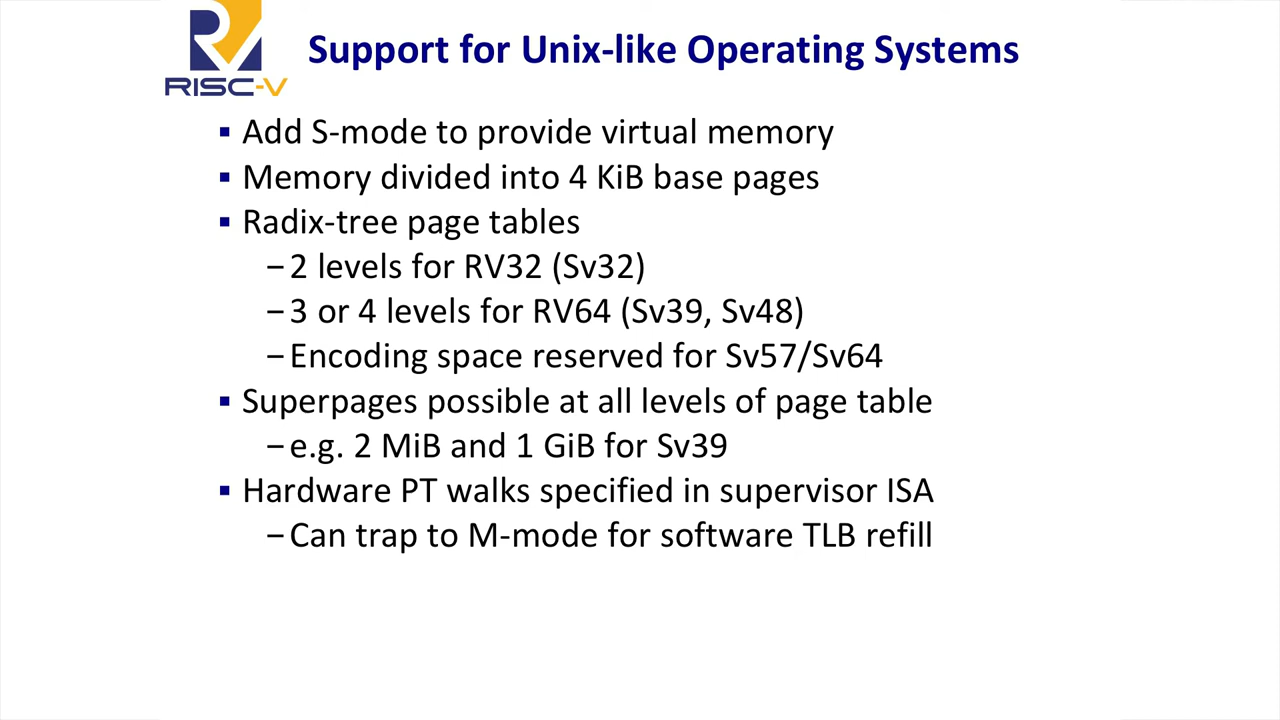 RISC-V
Support for Unix-like Operating Systems
▪ Add S-mode to provide virtual memory
▪ Memory divided into 4 KiB base pages
▪ Radix-tree page tables
– 2 levels for RV32 (Sv32)
– 3 or 4 levels for RV64 (Sv39, Sv48)
– Encoding space reserved for Sv57/Sv64
▪ Superpages possible at all levels of page table
– e.g. 2 MiB and 1 GiB for Sv39
▪ Hardware PT walks specified in supervisor ISA
– Can trap to M-mode for software TLB refill